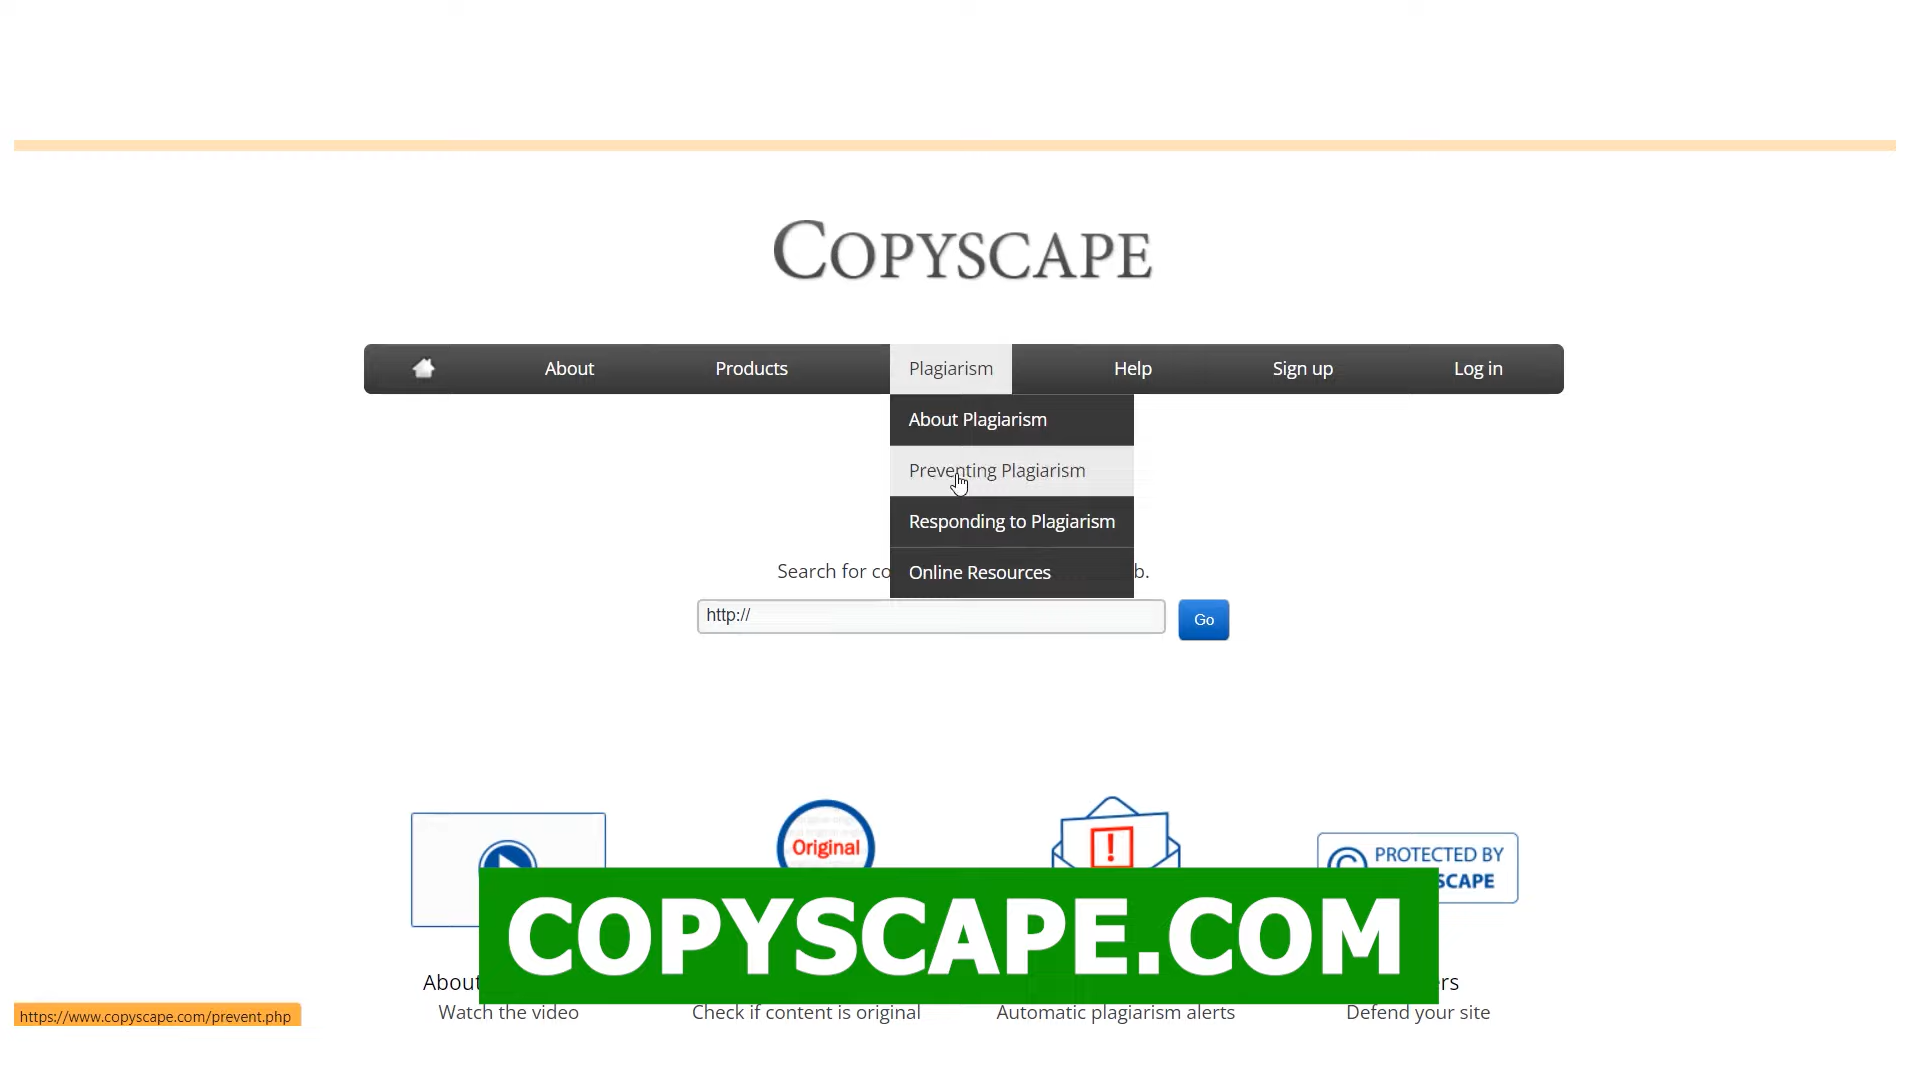 COPYSCAPE
About Products Plagiarism Help Sign up Log in
About Plagiarism
Preventing Plagiarism
Responding to Plagiarism
Online Resources
Search for co b.
http:// Go
Original
!
PROTECTED BY
SCAPE
COPYSCAPE.COM
About ers
Watch the video Check if content is original Automatic plagiarism alerts Defend your site
https://www.copyscape.com/prevent.php